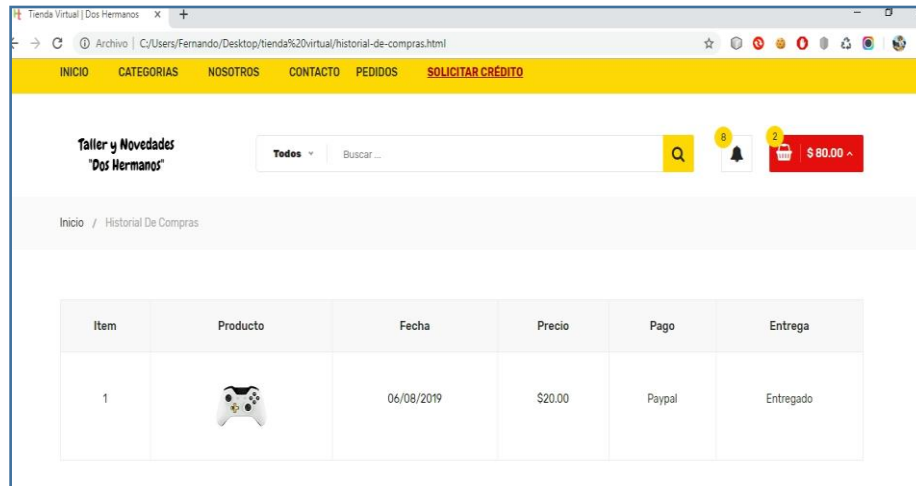 Tienda Virtual | Dos Hermanos X +
Archivo | C:/Users/Fernando/Desktop/tienda%20virtual/historial-de-compras.html
INICIO CATEGORIAS NOSOTROS CONTACTO PEDIDOS SOLICITAR CRÉDITO
Taller y Novedades
"Dos Hermanos"
Todos Buscar ...
8
2
$ 80.00
Inicio / Historial De Compras
Item Producto Fecha Precio Pago Entrega
1 06/08/2019 $20.00 Paypal Entregado